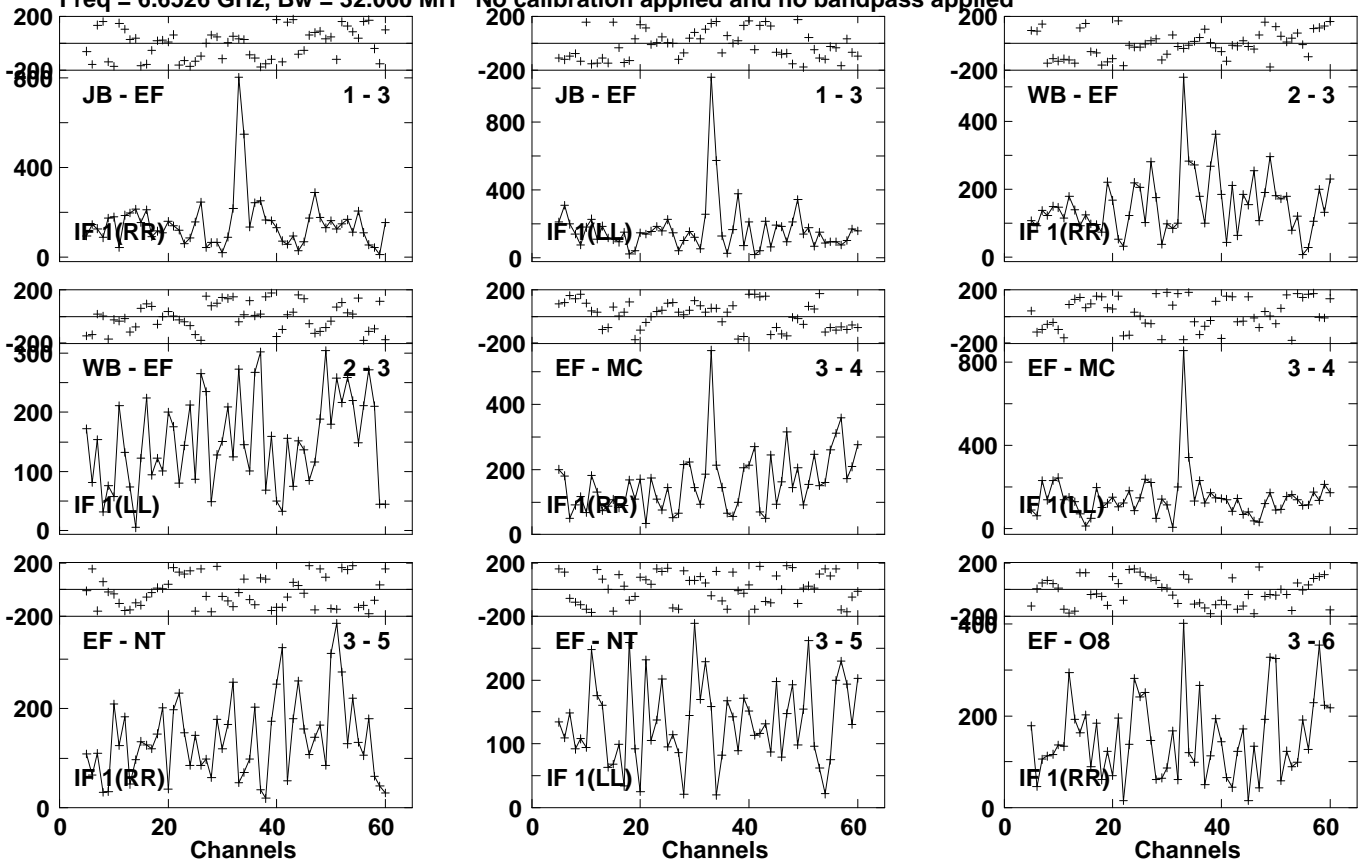 Freq = 6.6526 GHz, Bw = 32.000 MH No calibration applied and no bandpass applied
200
-200
800
400
0
JB - EF 1 - 3
IF 1(RR)
200
-200
800
400
0
JB - EF 1 - 3
IF 1(LL)
200
-200
400
200
0
WB - EF 2 - 3
IF 1(RR)
200
-200
300
200
100
0
WB - EF 2 - 3
IF 1(LL)
200
-200
400
200
0
EF - MC 3 - 4
IF 1(RR)
200
-200
800
400
0
EF - MC 3 - 4
IF 1(LL)
200
-200
200
0
EF - NT 3 - 5
IF 1(RR)
0 20 40 60
Channels
200
-200
200
100
0
EF - NT 3 - 5
IF 1(LL)
0 20 40 60
Channels
200
-200
400
200
0
EF - O8 3 - 6
IF 1(RR)
0 20 40 60
Channels